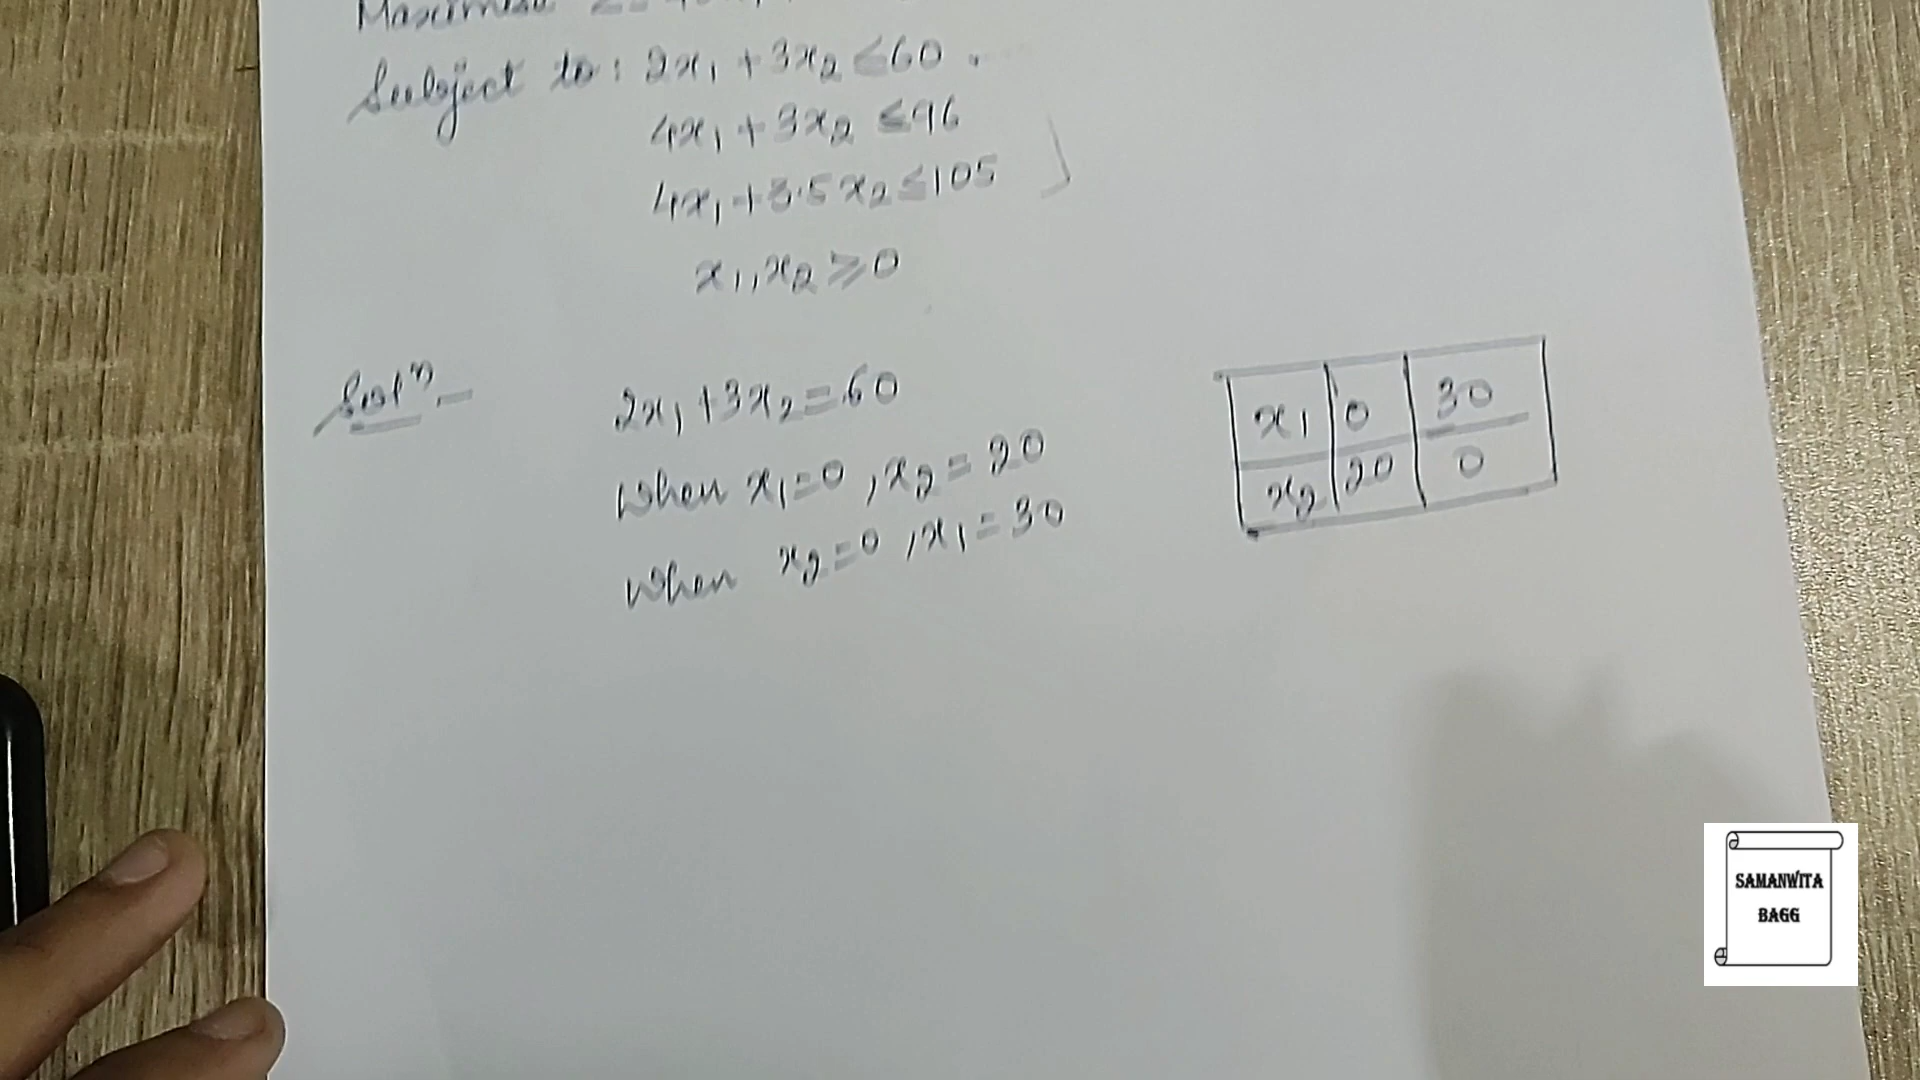 Maximise Z=
Subject to: 2x₁ + 3x₂ ≤ 60.
4x₁ + 3x₂ ≤ 96
4x₁ + 3.5x₂ ≤ 105
x₁, x₂ ≥ 0
Solⁿ-
2x₁ + 3x₂ = 60
when x₁=0, x₂ = 20
when x₂=0, x₁ = 30
x₁ 0 30
x₂ 20 0
SAMANWITA
BAGG